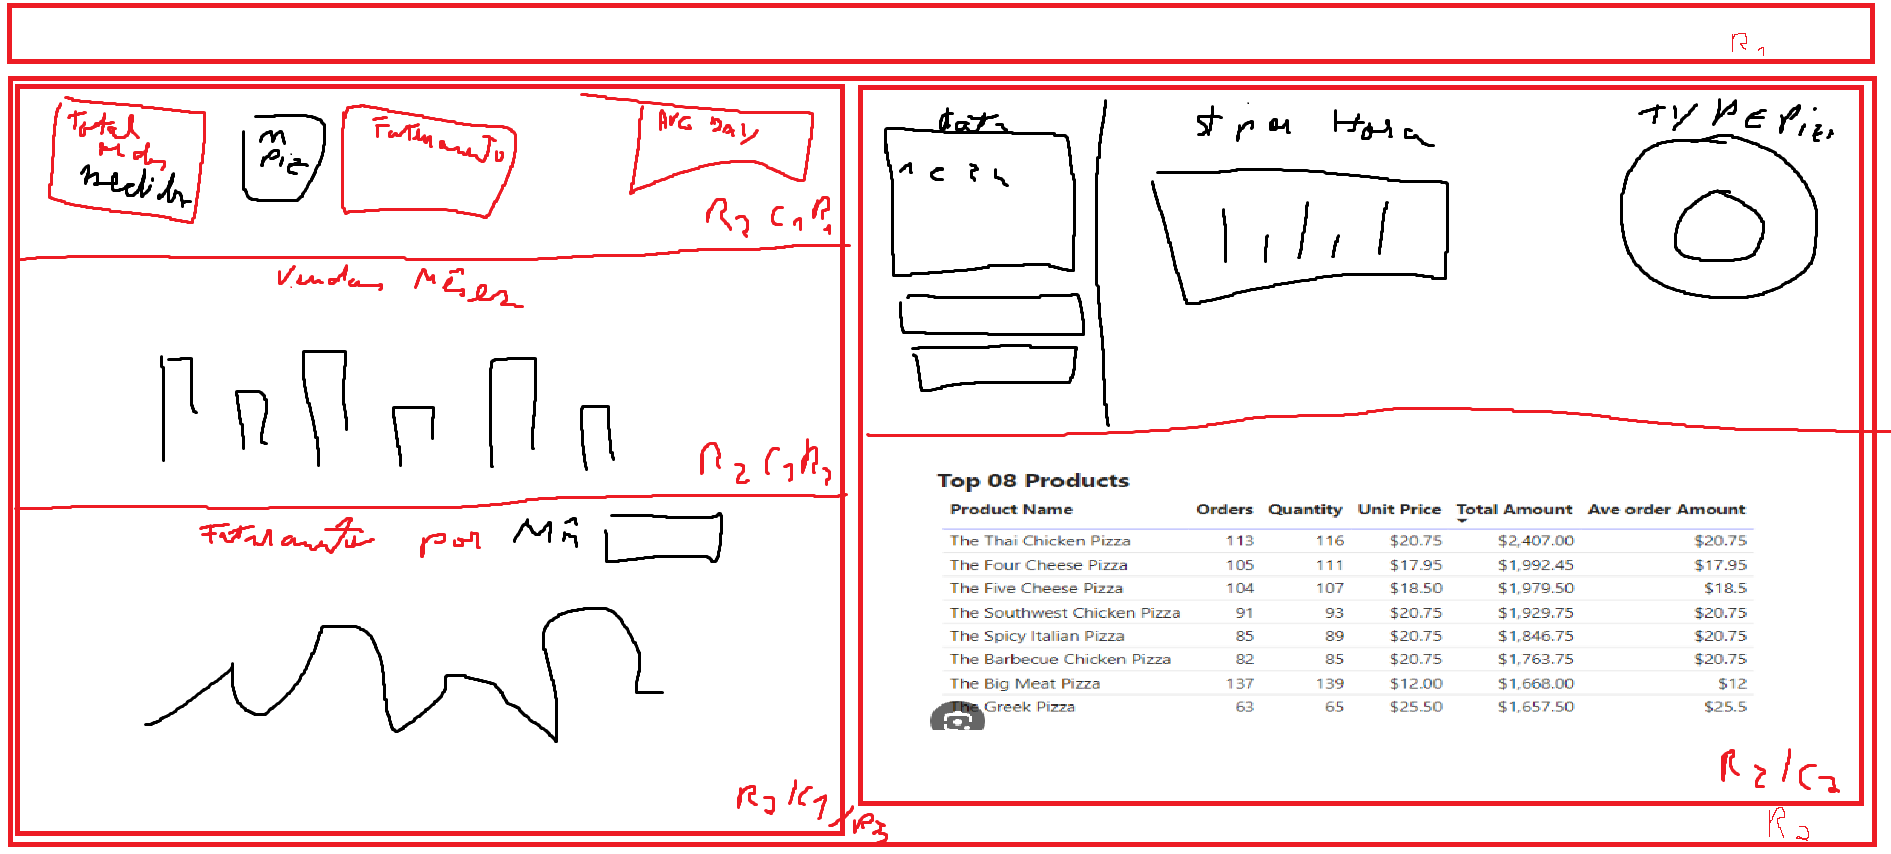 R1
Total
N
PIZ
Faturamento
AVG DAY
R2 C1 R1
Vendas Mêses
R2 C1 R2
Faturamento por Mê
R2/C1/R3
Data
por Hora
TYPE Pizz
Top 08 Products
Product Name Orders Quantity Unit Price Total Amount Ave order Amount
The Thai Chicken Pizza 113 116 $20.75 $2,407.00 $20.75
The Four Cheese Pizza 105 111 $17.95 $1,992.45 $17.95
The Five Cheese Pizza 104 107 $18.50 $1,979.50 $18.5
The Southwest Chicken Pizza 91 93 $20.75 $1,929.75 $20.75
The Spicy Italian Pizza 85 89 $20.75 $1,846.75 $20.75
The Barbecue Chicken Pizza 82 85 $20.75 $1,763.75 $20.75
The Big Meat Pizza 137 139 $12.00 $1,668.00 $12
The Greek Pizza 63 65 $25.50 $1,657.50 $25.5
R2/C2
R2